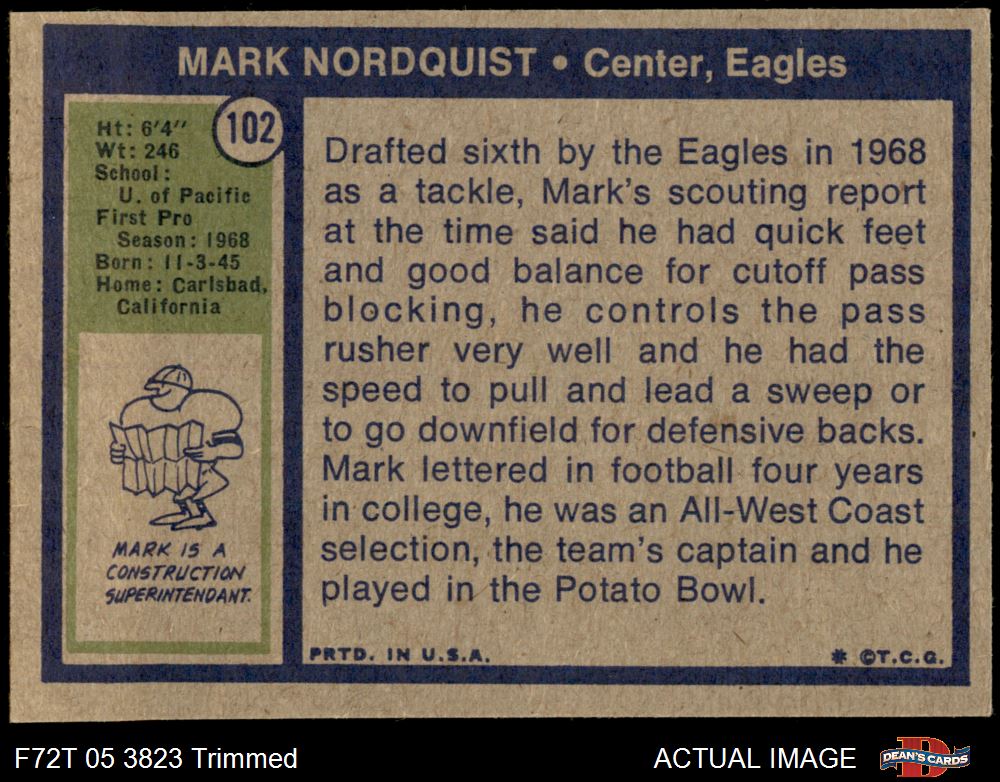 MARK NORDQUIST • Center, Eagles
102
Ht: 6'4"
Wt: 246
School:
U. of Pacific
First Pro
Season: 1968
Born: 11-3-45
Home: Carlsbad,
California
MARK IS A
CONSTRUCTION
SUPERINTENDANT.
Drafted sixth by the Eagles in 1968
as a tackle, Mark's scouting report
at the time said he had quick feet
and good balance for cutoff pass
blocking, he controls the pass
rusher very well and he had the
speed to pull and lead a sweep or
to go downfield for defensive backs.
Mark lettered in football four years
in college, he was an All-West Coast
selection, the team's captain and he
played in the Potato Bowl.
PRTD. IN U.S.A.
* ©T.C.G.
F72T 05 3823 Trimmed
ACTUAL IMAGE
DEAN'S CARDS